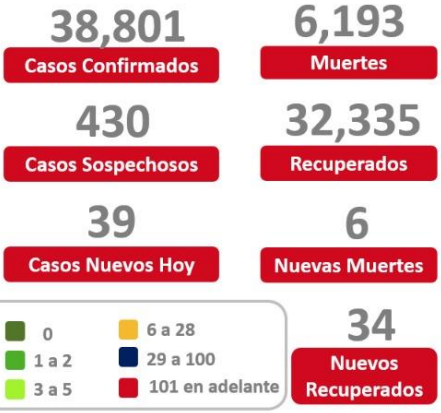 38,801
Casos Confirmados
6,193
Muertes
430
Casos Sospechosos
32,335
Recuperados
39
Casos Nuevos Hoy
6
Nuevas Muertes
0
1 a 2
3 a 5
6 a 28
29 a 100
101 en adelante
34
Nuevos
Recuperados